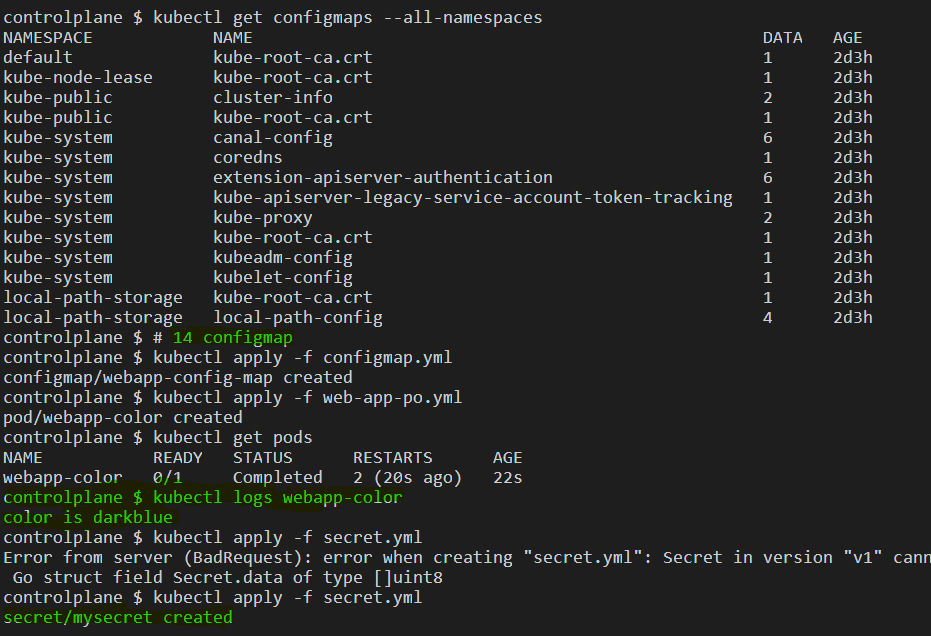 controlplane $ kubectl get configmaps --all-namespaces
NAMESPACE NAME DATA AGE
default kube-root-ca.crt 1 2d3h
kube-node-lease kube-root-ca.crt 1 2d3h
kube-public cluster-info 2 2d3h
kube-public kube-root-ca.crt 1 2d3h
kube-system canal-config 6 2d3h
kube-system coredns 1 2d3h
kube-system extension-apiserver-authentication 6 2d3h
kube-system kube-apiserver-legacy-service-account-token-tracking 1 2d3h
kube-system kube-proxy 2 2d3h
kube-system kube-root-ca.crt 1 2d3h
kube-system kubeadm-config 1 2d3h
kube-system kubelet-config 1 2d3h
local-path-storage kube-root-ca.crt 1 2d3h
local-path-storage local-path-config 4 2d3h
controlplane $ # 14 configmap
controlplane $ kubectl apply -f configmap.yml
configmap/webapp-config-map created
controlplane $ kubectl apply -f web-app-po.yml
pod/webapp-color created
controlplane $ kubectl get pods
NAME READY STATUS RESTARTS AGE
webapp-color 0/1 Completed 2 (20s ago) 22s
controlplane $ kubectl logs webapp-color
color is darkblue
controlplane $ kubectl apply -f secret.yml
Error from server (BadRequest): error when creating "secret.yml": Secret in version "v1" cann
Go struct field Secret.data of type []uint8
controlplane $ kubectl apply -f secret.yml
secret/mysecret created